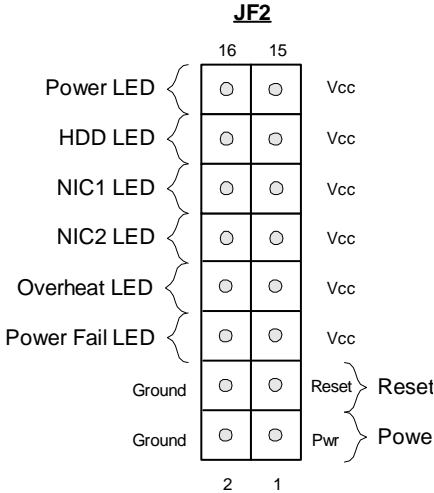 JF2
16 15
Power LED Vcc
HDD LED Vcc
NIC1 LED Vcc
NIC2 LED Vcc
Overheat LED Vcc
Power Fail LED Vcc
Ground Reset Reset
Ground Pwr Powe
2 1